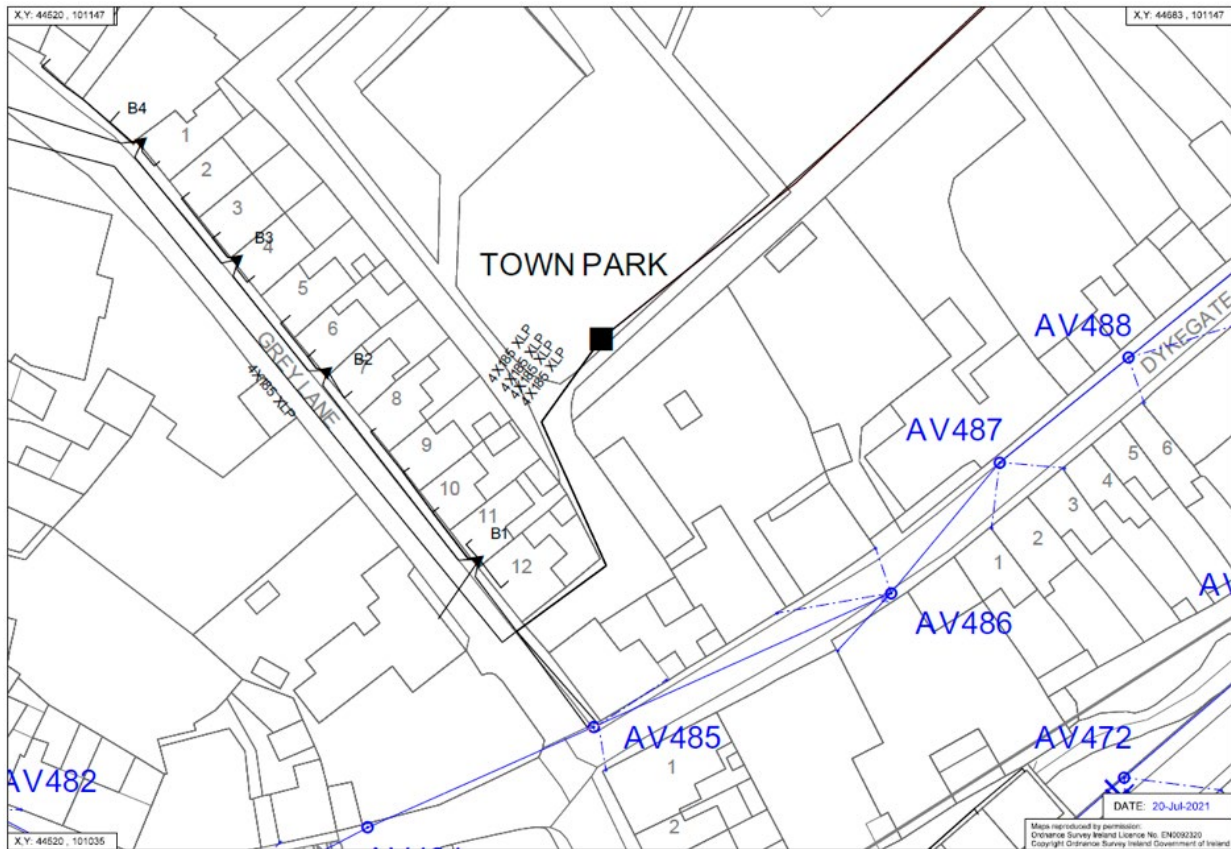 X,Y: 44520 , 101147
X,Y: 44683 , 101147
B4
1
2
3
B3
4
5
6
B2
7
8
9
10
11
B1
12
GREY LANE
4X185 XLP
TOWN PARK
4X185 XLP
4X185 XLP
4X185 XLP
4X185 XLP
AV488
DYKEGATE
AV487
6
5
4
3
2
1
AV486
AV485
1
2
AV472
AV482
DATE: 20-Jul-2021
X,Y: 44520 , 101035
Maps reproduced by permission:
Ordnance Survey Ireland Licence No. EN0092320
Copyright Ordnance Survey Ireland Government of Ireland